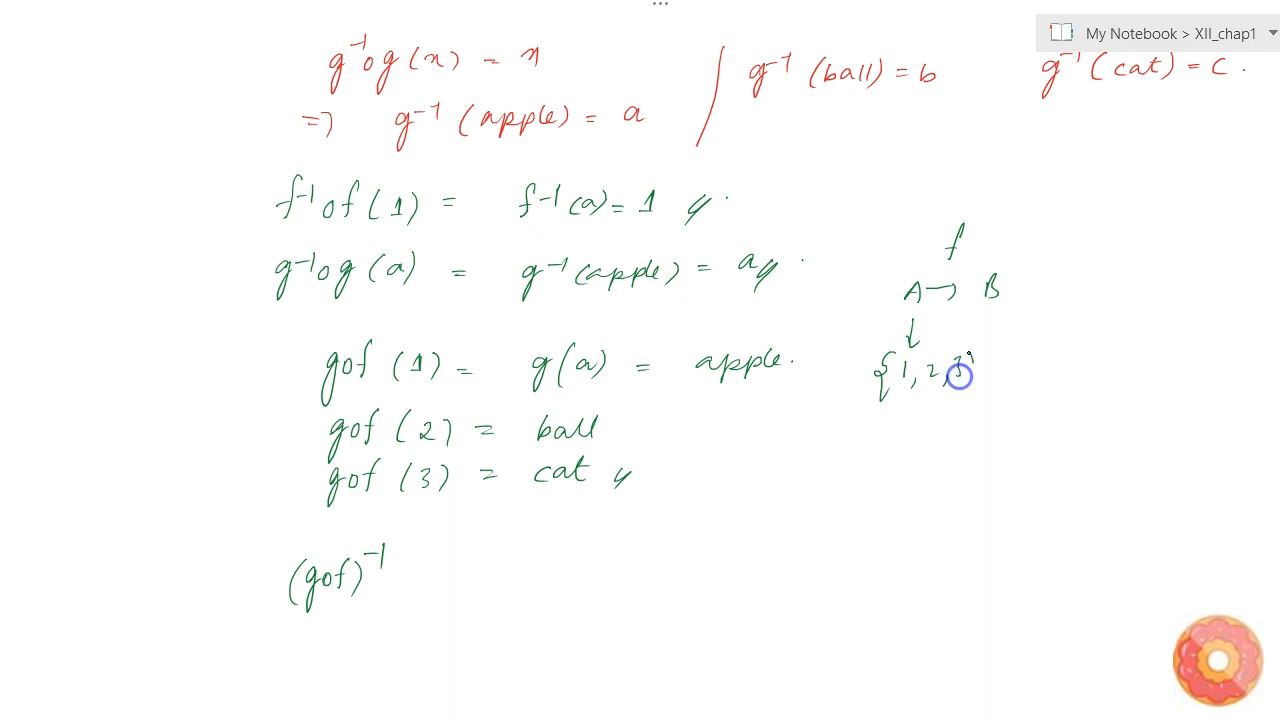 My Notebook > XII_chap1
g⁻¹og(x) = x
=> g⁻¹(apple) = a
g⁻¹(ball) = b
g⁻¹(cat) = c.
f⁻¹of(1) = f⁻¹(a) = 1
g⁻¹og(a) = g⁻¹(apple) = a
gof(1) = g(a) = apple.
gof(2) = ball
gof(3) = cat
(gof)⁻¹
f
A → B
↓
{1, 2, 3